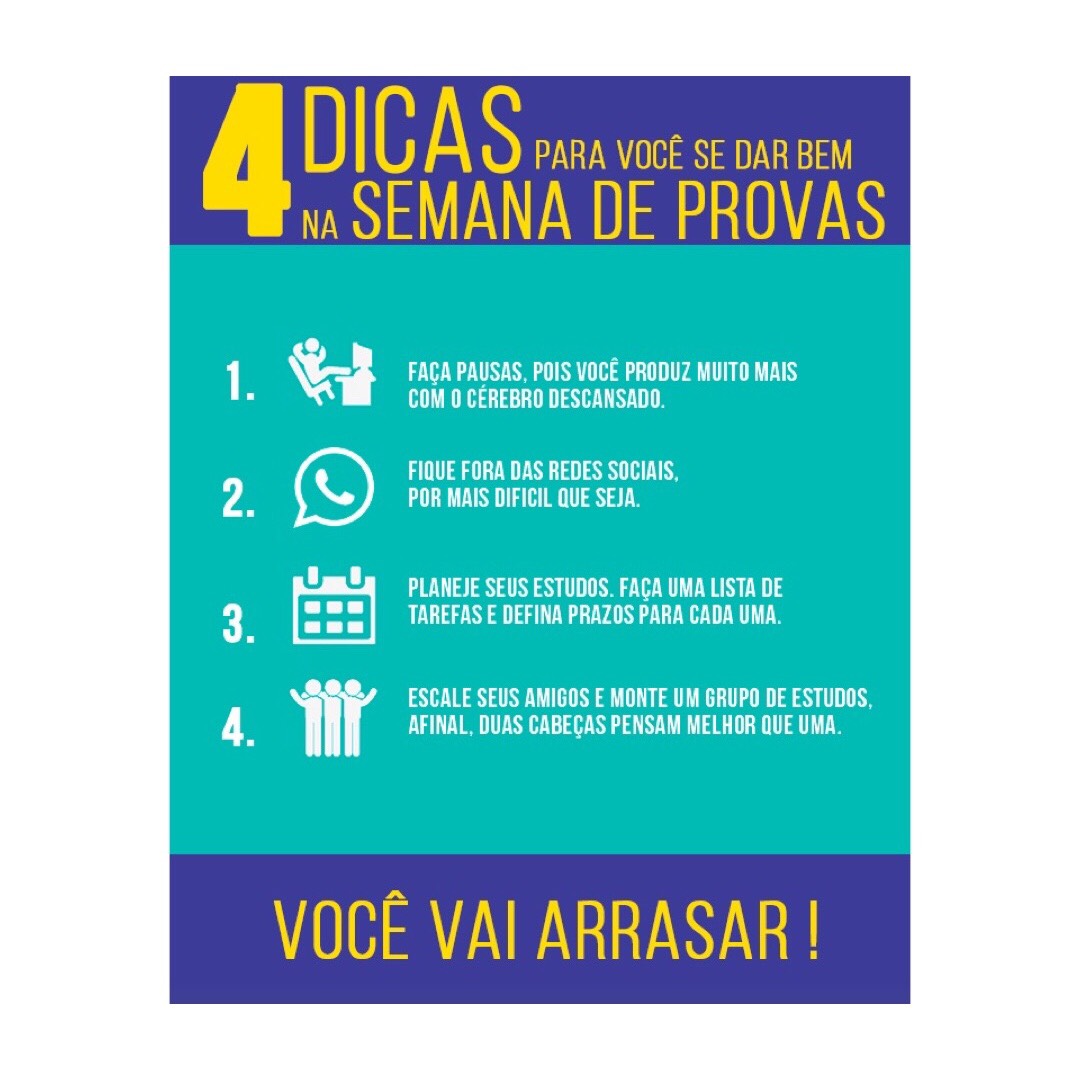 4 DICAS PARA VOCÊ SE DAR BEM
NA SEMANA DE PROVAS
1. FAÇA PAUSAS, POIS VOCÊ PRODUZ MUITO MAIS
COM O CÉREBRO DESCANSADO.
2. FIQUE FORA DAS REDES SOCIAIS,
POR MAIS DIFICIL QUE SEJA.
3. PLANEJE SEUS ESTUDOS. FAÇA UMA LISTA DE
TAREFAS E DEFINA PRAZOS PARA CADA UMA.
4. ESCALE SEUS AMIGOS E MONTE UM GRUPO DE ESTUDOS,
AFINAL, DUAS CABEÇAS PENSAM MELHOR QUE UMA.
VOCÊ VAI ARRASAR !